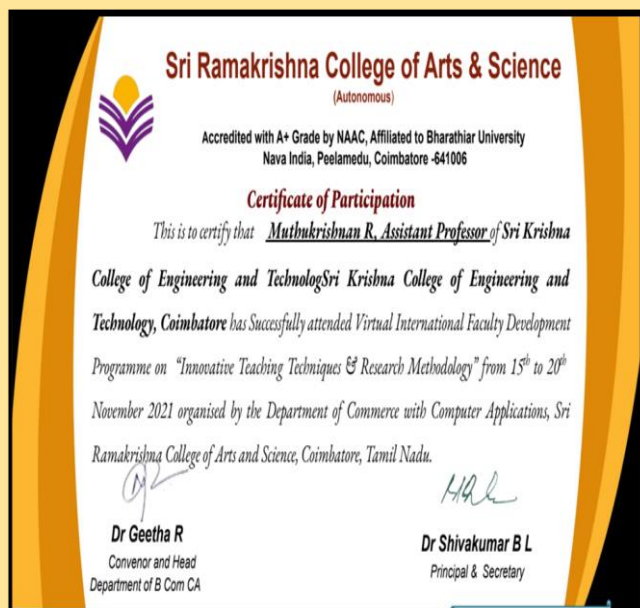 Sri Ramakrishna College of Arts & Science
(Autonomous)
Accredited with A+ Grade by NAAC, Affiliated to Bharathiar University
Nava India, Peelamedu, Coimbatore -641006
Certificate of Participation
This is to certify that Muthukrishnan R, Assistant Professor of Sri Krishna
College of Engineering and TechnologSri Krishna College of Engineering and
Technology, Coimbatore has Successfully attended Virtual International Faculty Development
Programme on “Innovative Teaching Techniques & Research Methodology” from 15th to 20th
November 2021 organised by the Department of Commerce with Computer Applications, Sri
Ramakrishna College of Arts and Science, Coimbatore, Tamil Nadu.
Dr Geetha R
Convenor and Head
Department of B Com CA
Dr Shivakumar B L
Principal & Secretary